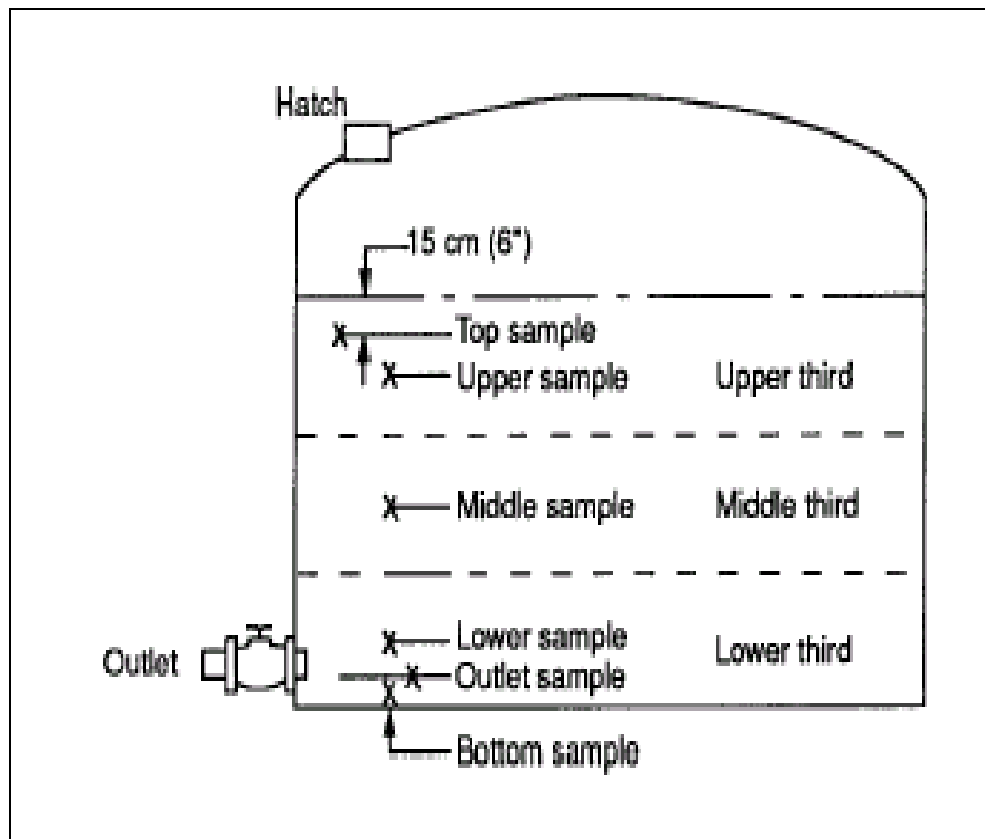 Hatch
15 cm (6")
Top sample
Upper sample
Upper third
Middle sample
Middle third
Lower sample
Lower third
Outlet
Outlet sample
Bottom sample